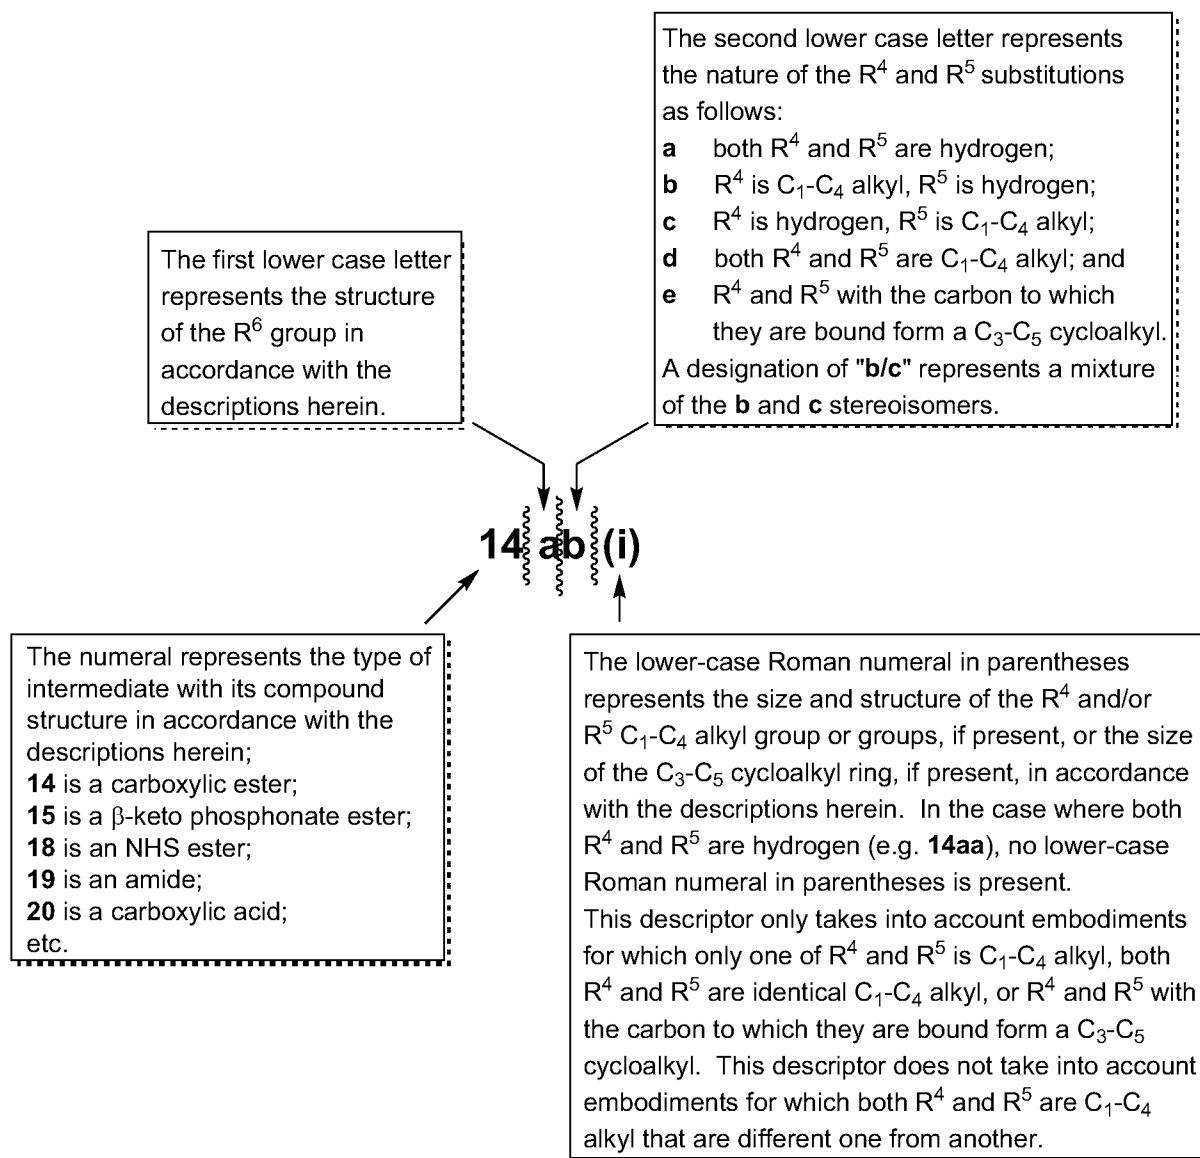 The second lower case letter represents
the nature of the R⁴ and R⁵ substitutions
as follows:
a both R⁴ and R⁵ are hydrogen;
b R⁴ is C₁-C₄ alkyl, R⁵ is hydrogen;
c R⁴ is hydrogen, R⁵ is C₁-C₄ alkyl;
d both R⁴ and R⁵ are C₁-C₄ alkyl; and
e R⁴ and R⁵ with the carbon to which
they are bound form a C₃-C₅ cycloalkyl.
A designation of "b/c" represents a mixture
of the b and c stereoisomers.
The first lower case letter
represents the structure
of the R⁶ group in
accordance with the
descriptions herein.
14 ab (i)
The numeral represents the type of
intermediate with its compound
structure in accordance with the
descriptions herein;
14 is a carboxylic ester;
15 is a β-keto phosphonate ester;
18 is an NHS ester;
19 is an amide;
20 is a carboxylic acid;
etc.
The lower-case Roman numeral in parentheses
represents the size and structure of the R⁴ and/or
R⁵ C₁-C₄ alkyl group or groups, if present, or the size
of the C₃-C₅ cycloalkyl ring, if present, in accordance
with the descriptions herein. In the case where both
R⁴ and R⁵ are hydrogen (e.g. 14aa), no lower-case
Roman numeral in parentheses is present.
This descriptor only takes into account embodiments
for which only one of R⁴ and R⁵ is C₁-C₄ alkyl, both
R⁴ and R⁵ are identical C₁-C₄ alkyl, or R⁴ and R⁵ with
the carbon to which they are bound form a C₃-C₅
cycloalkyl. This descriptor does not take into account
embodiments for which both R⁴ and R⁵ are C₁-C₄
alkyl that are different one from another.